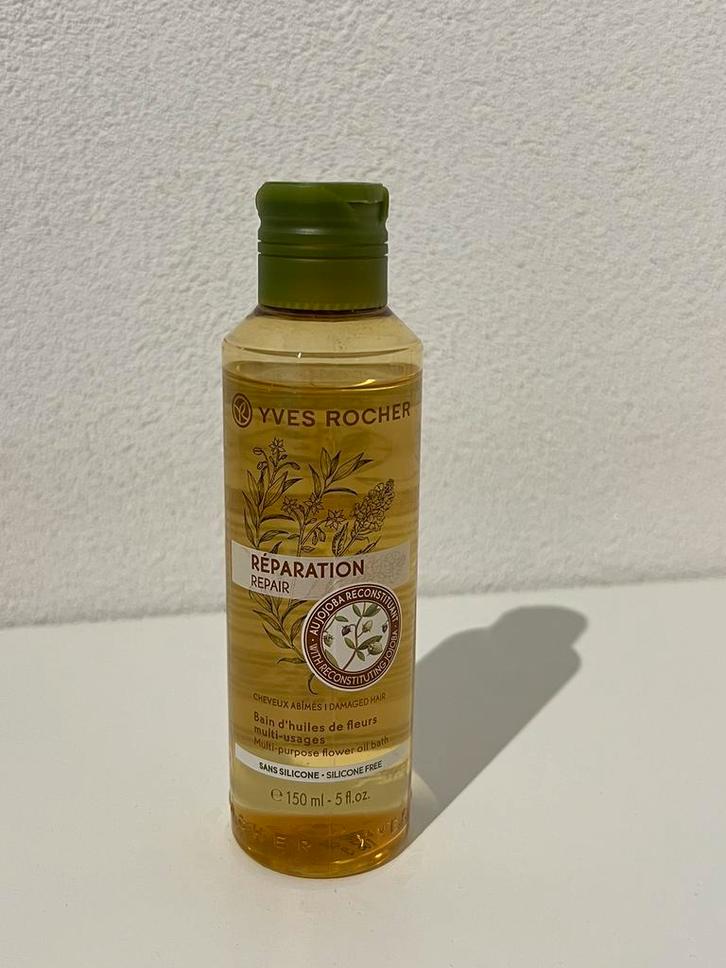 YVES ROCHER
RÉPARATION
REPAIR
AU JOJOBA RECONSTITUANT
WITH RECONSTITUTING JOJOBA
CHEVEUX ABÎMÉS | DAMAGED HAIR
Bain d'huiles de fleurs
multi-usages
Multi-purpose flower oil bath
SANS SILICONE • SILICONE FREE
℮ 150 ml - 5 fl.oz.